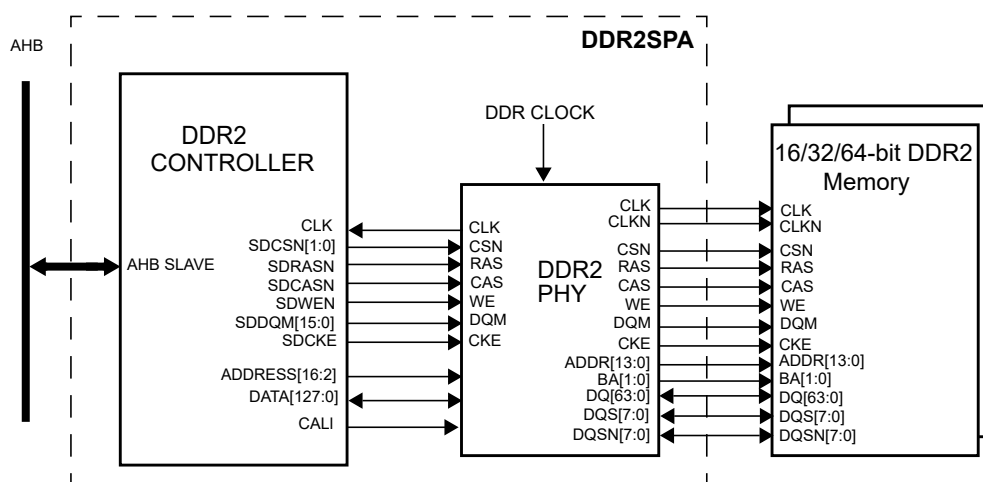 AHB
DDR2SPA
DDR CLOCK
DDR2
CONTROLLER
AHB SLAVE
CLK
SDCSN[1:0]
SDRASN
SDCASN
SDWEN
SDDQM[15:0]
SDCKE
ADDRESS[16:2]
DATA[127:0]
CALI
CLK
CSN
RAS
CAS
WE
DQM
CKE
DDR2
PHY
CLK
CLKN
CSN
RAS
CAS
WE
DQM
CKE
ADDR[13:0]
BA[1:0]
DQ[63:0]
DQS[7:0]
DQSN[7:0]
16/32/64-bit DDR2
Memory
CLK
CLKN
CSN
RAS
CAS
WE
DQM
CKE
ADDR[13:0]
BA[1:0]
DQ[63:0]
DQS[7:0]
DQSN[7:0]